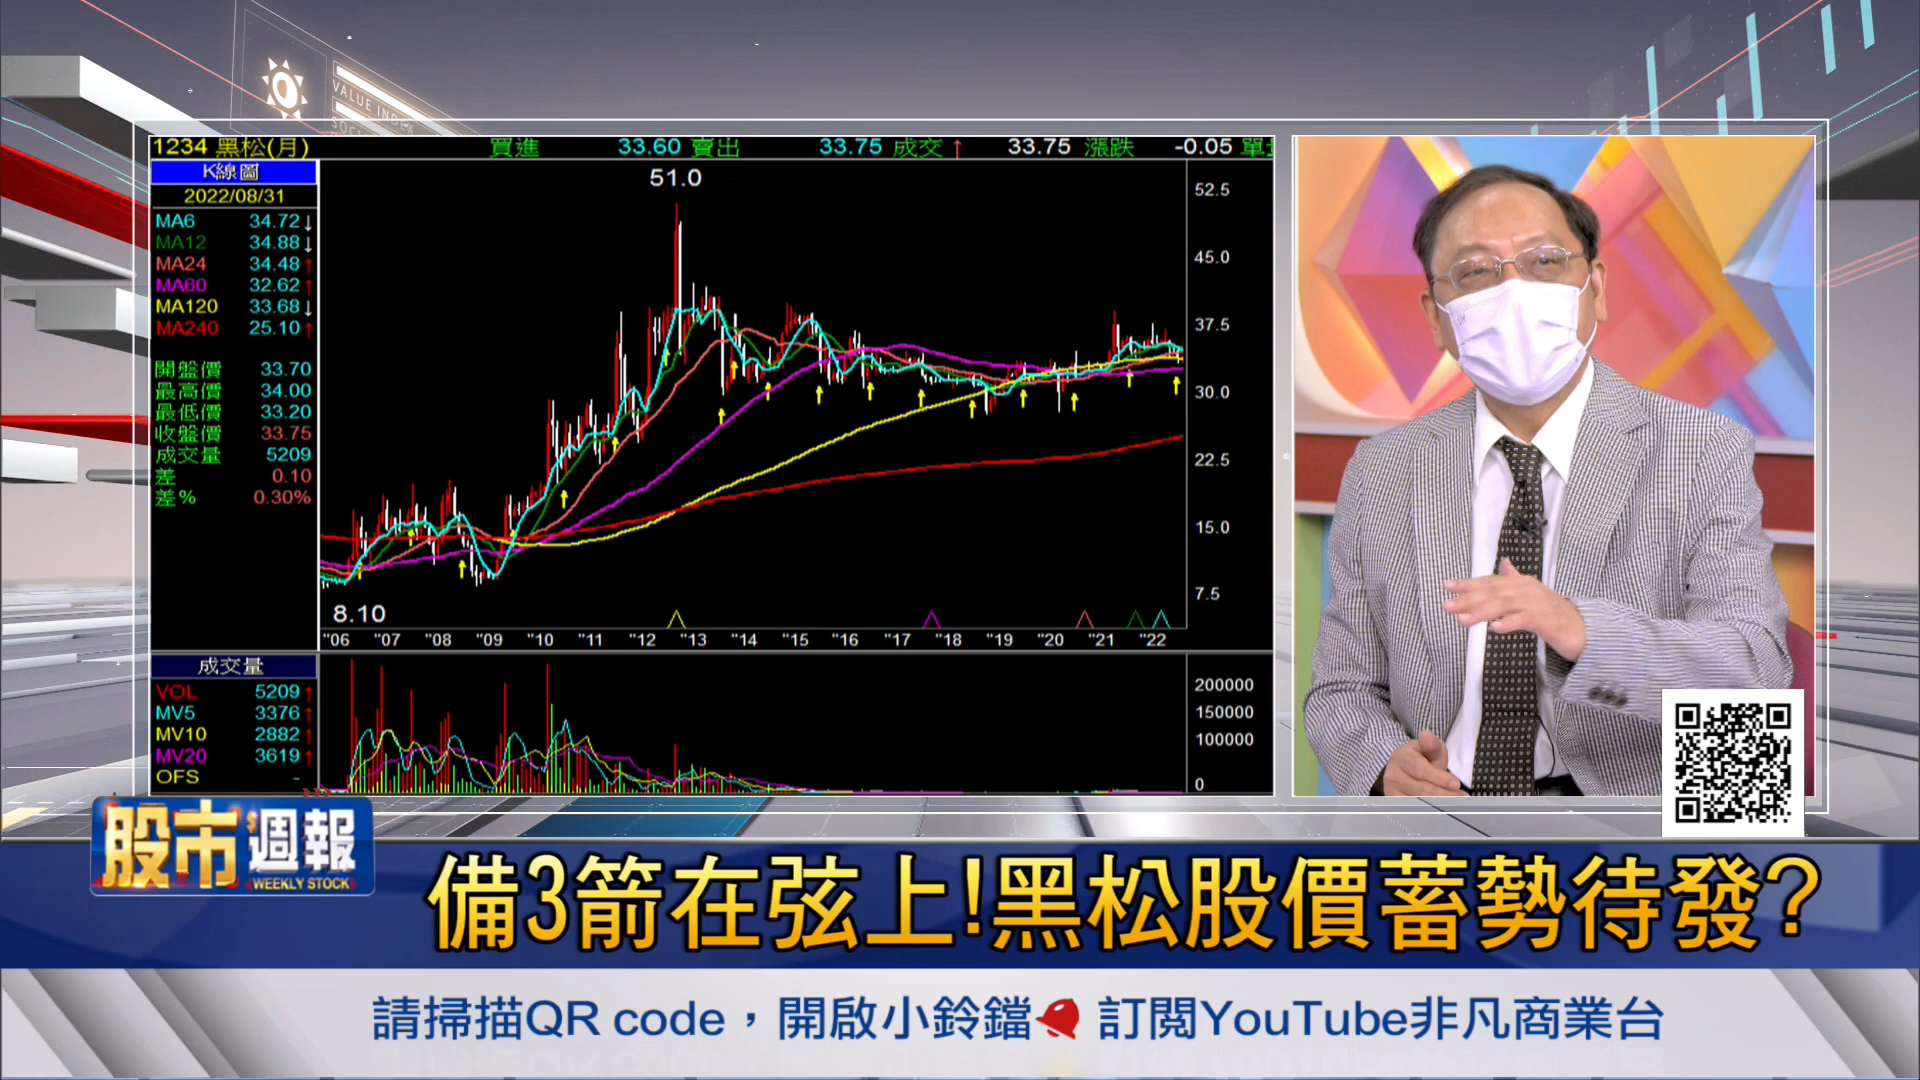 VALUE INDEX
1234 黑松(月) 買進 33.60 賣出 33.75 成交 ↑ 33.75 漲跌 -0.05
K線圖
2022/08/31
MA6 34.72↓
MA12 34.88↓
MA24 34.48↑
MA60 32.62↑
MA120 33.68↓
MA240 25.10↑
開盤價 33.70
最高價 34.00
最低價 33.20
收盤價 33.75
成交量 5209
差 0.10
差% 0.30%
51.0
8.10
52.5
45.0
37.5
30.0
22.5
15.0
7.5
"06 "07 "08 "09 "10 "11 "12 "13 "14 "15 "16 "17 "18 "19 "20 "21 "22
成交量
VOL 5209↑
MV5 3376↑
MV10 2882↑
MV20 3619↑
OFS -
200000
150000
100000
0
股市週報
WEEKLY STOCK
備3箭在弦上!黑松股價蓄勢待發?
請掃描QR code，開啟小鈴鐺 訂閱YouTube非凡商業台